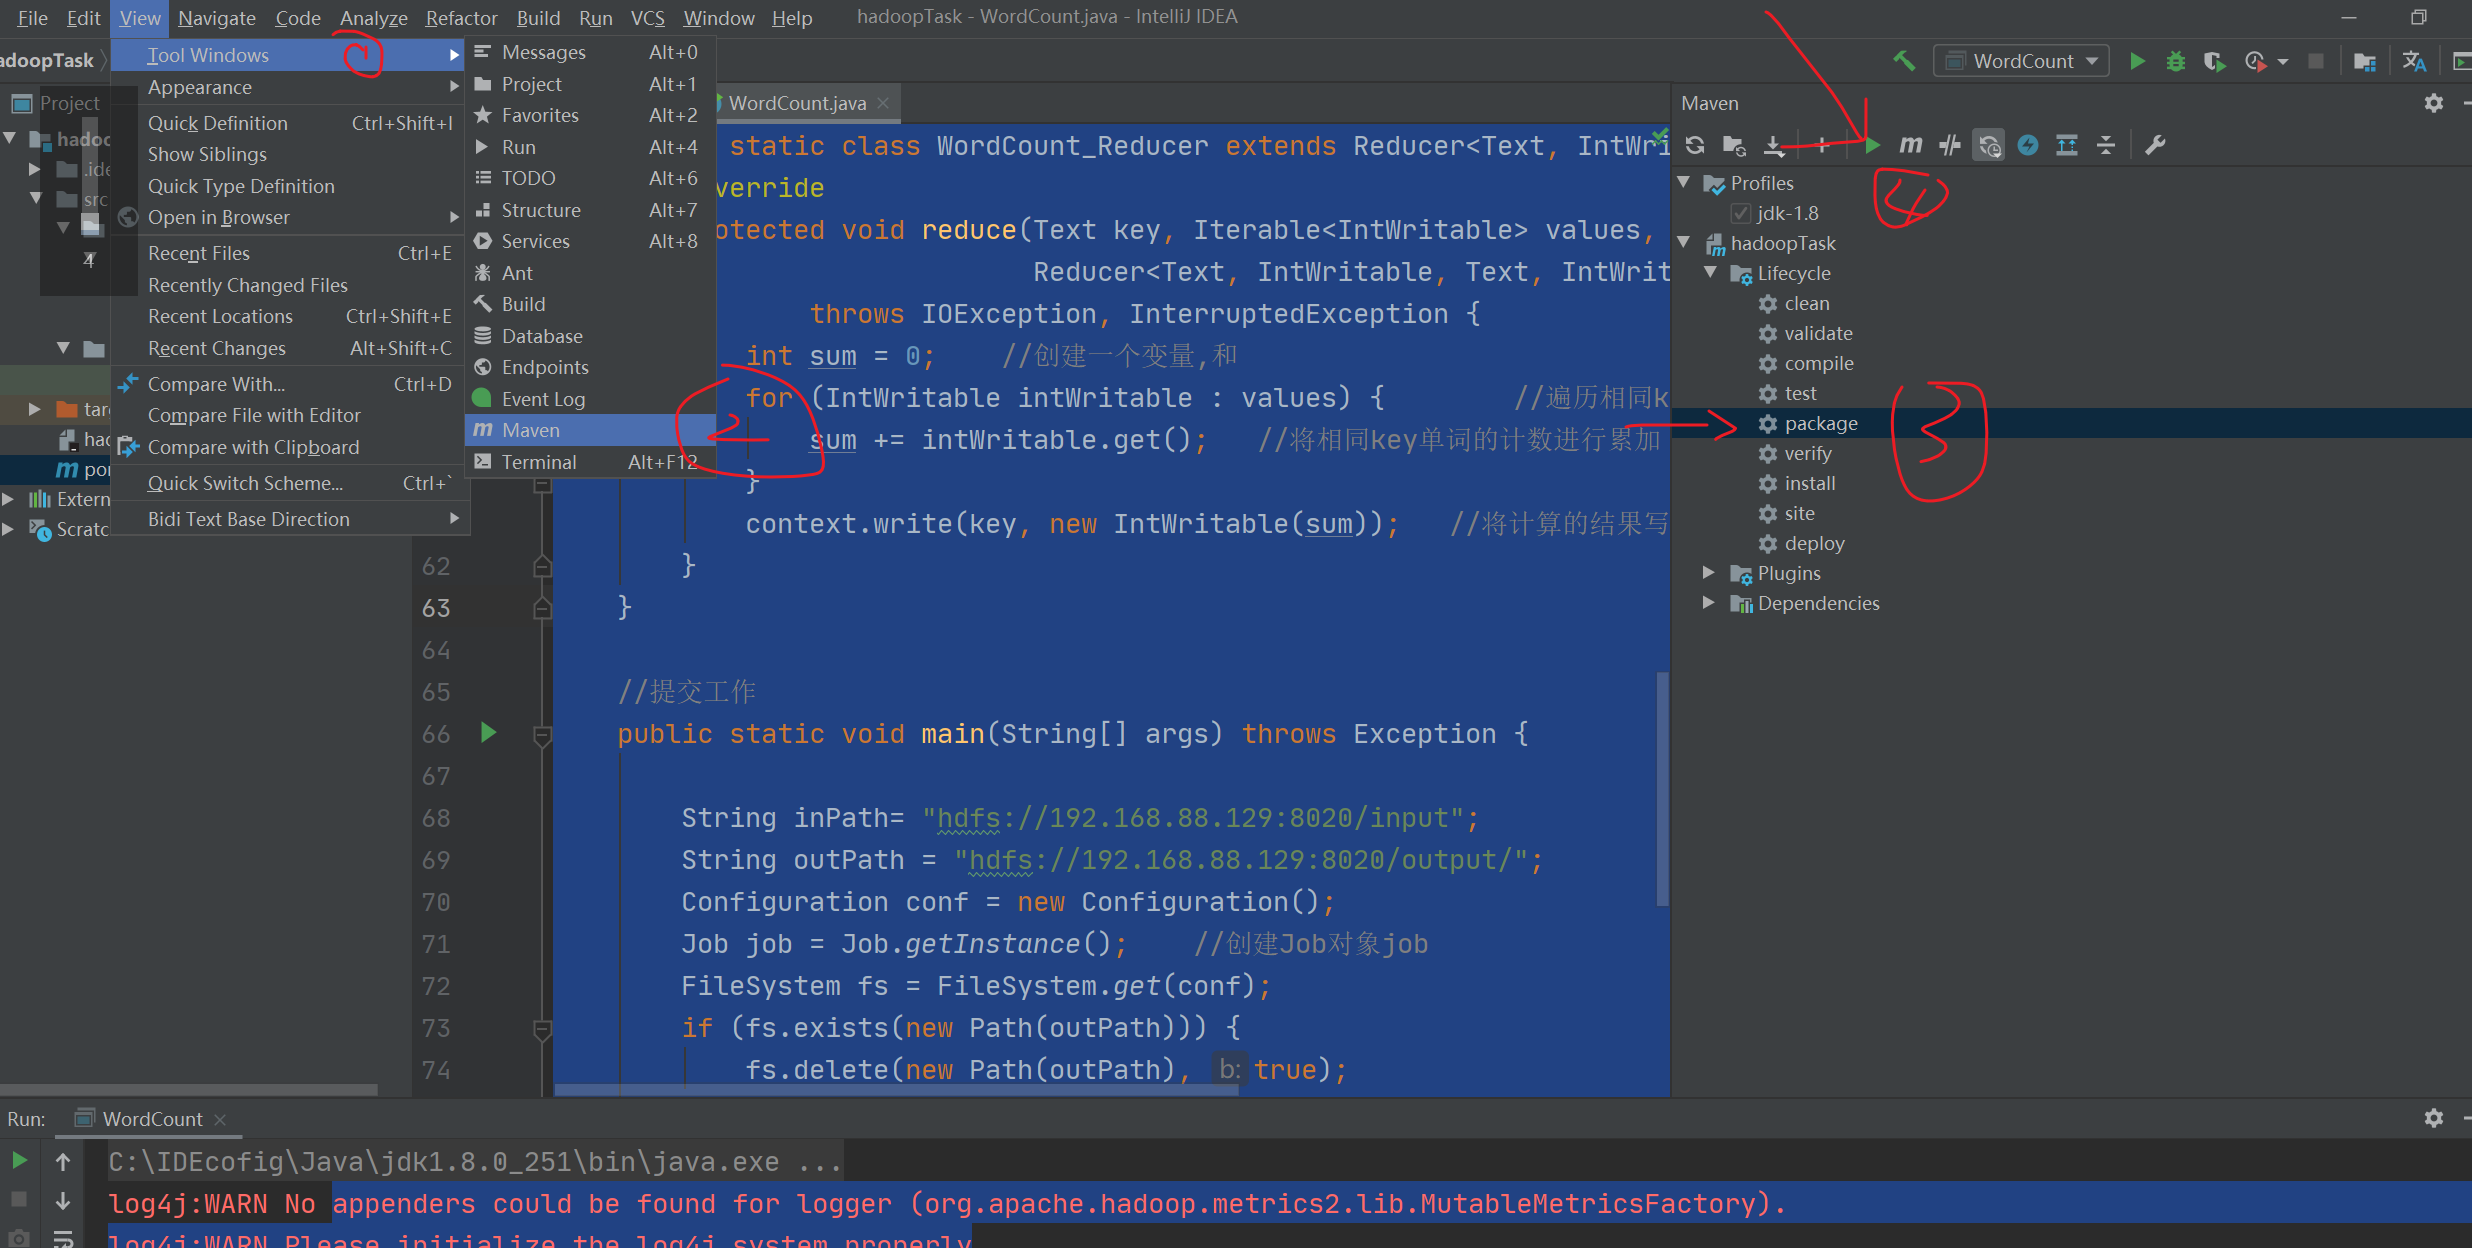 File Edit View Navigate Code Analyze Refactor Build Run VCS Window Help hadoopTask - WordCount.java - IntelliJ IDEA
adoopTask
WordCount
Project
hadoo
.ide
src
4
tar
had
po
Extern
Scratc
Tool Windows
Appearance
Quick Definition Ctrl+Shift+I
Show Siblings
Quick Type Definition
Open in Browser
Recent Files Ctrl+E
Recently Changed Files
Recent Locations Ctrl+Shift+E
Recent Changes Alt+Shift+C
Compare With... Ctrl+D
Compare File with Editor
Compare with Clipboard
Quick Switch Scheme... Ctrl+`
Bidi Text Base Direction
Messages Alt+0
Project Alt+1
Favorites Alt+2
Run Alt+4
TODO Alt+6
Structure Alt+7
Services Alt+8
Ant
Build
Database
Endpoints
Event Log
Maven
Terminal Alt+F12
2
WordCount.java
static class WordCount_Reducer extends Reducer<Text, IntWri
verride
otected void reduce(Text key, Iterable<IntWritable> values,
Reducer<Text, IntWritable, Text, IntWrit
throws IOException, InterruptedException {
int sum = 0; //创建一个变量,和
for (IntWritable intWritable : values) { //遍历相同k
sum += intWritable.get(); //将相同key单词的计数进行累加
}
context.write(key, new IntWritable(sum)); //将计算的结果写
62 }
63 }
64
65 //提交工作
66 public static void main(String[] args) throws Exception {
67
68 String inPath= "hdfs://192.168.88.129:8020/input";
69 String outPath = "hdfs://192.168.88.129:8020/output/";
70 Configuration conf = new Configuration();
71 Job job = Job.getInstance(); //创建Job对象job
72 FileSystem fs = FileSystem.get(conf);
73 if (fs.exists(new Path(outPath))) {
74 fs.delete(new Path(outPath), b: true);
Maven
4
Profiles
jdk-1.8
hadoopTask
Lifecycle
clean
validate
compile
test
package
3
verify
install
site
deploy
Plugins
Dependencies
Run: WordCount
C:\IDEcofig\Java\jdk1.8.0_251\bin\java.exe ...
log4j:WARN No appenders could be found for logger (org.apache.hadoop.metrics2.lib.MutableMetricsFactory).
log4j:WARN Please initialize the log4j system properly